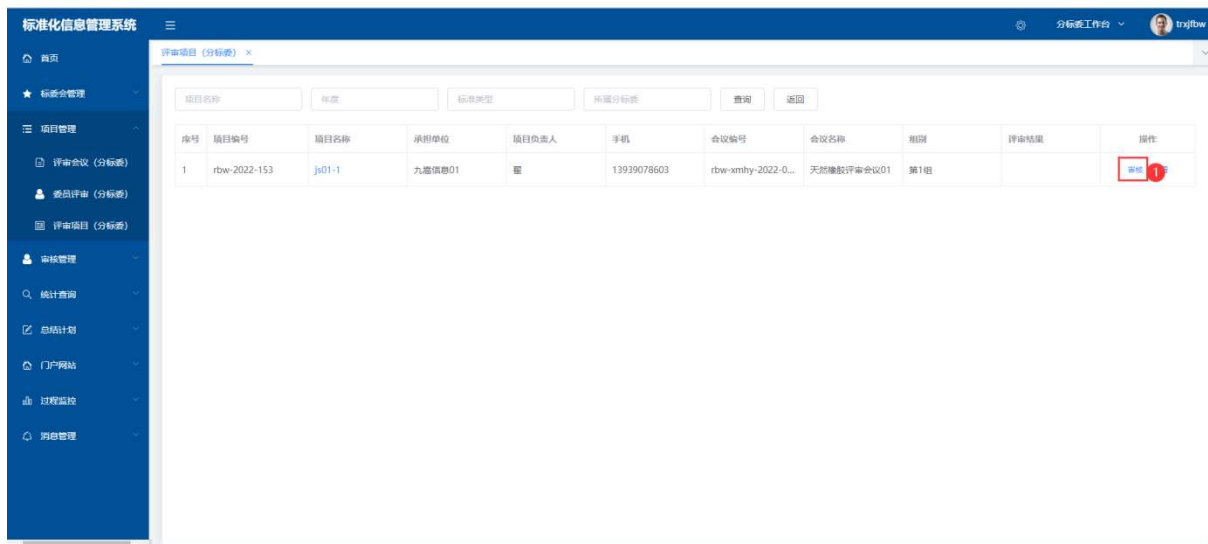 标准化信息管理系统
分标委工作台
trxjfbw
首页
评审项目（分标委） ×
标委会管理
项目名称
年度
标准类型
所属分标委
查询
返回
项目管理
序号 项目编号 项目名称 承担单位 项目负责人 手机 会议编号 会议名称 组别 评审结果 操作
评审会议（分标委）
1 rbw-2022-153 js01-1 九嵩信息01 翟 13939078603 rbw-xmhy-2022-0... 天然橡胶评审会议01 第1组 审核 1
委员评审（分标委）
评审项目（分标委）
审核管理
统计查询
总结计划
门户网站
过程监控
消息管理